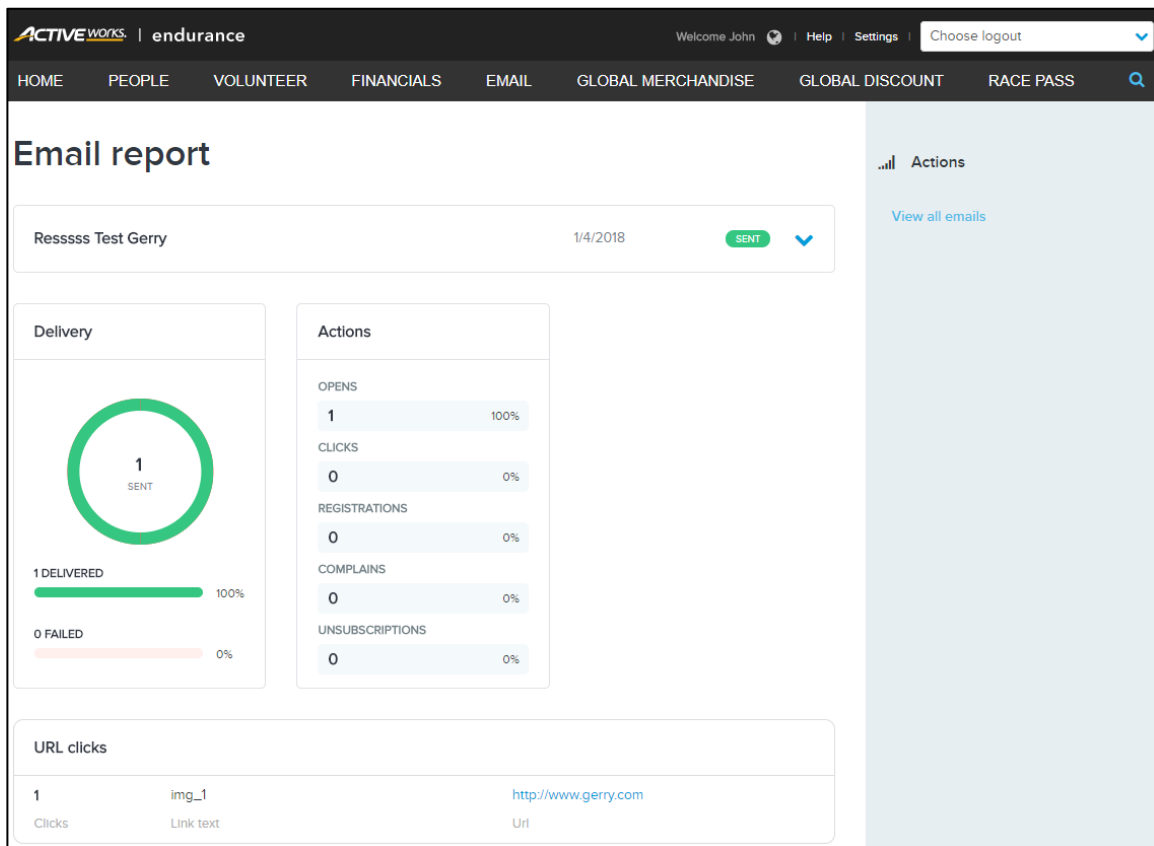 ACTIVE WORKS. | endurance Welcome John | Help | Settings | Choose logout
HOME PEOPLE VOLUNTEER FINANCIALS EMAIL GLOBAL MERCHANDISE GLOBAL DISCOUNT RACE PASS
Email report
Actions
View all emails
Resssss Test Gerry 1/4/2018 SENT
Delivery
1
SENT
1 DELIVERED
100%
0 FAILED
0%
Actions
OPENS
1 100%
CLICKS
0 0%
REGISTRATIONS
0 0%
COMPLAINS
0 0%
UNSUBSCRIPTIONS
0 0%
URL clicks
1 img_1 http://www.gerry.com
Clicks Link text Url